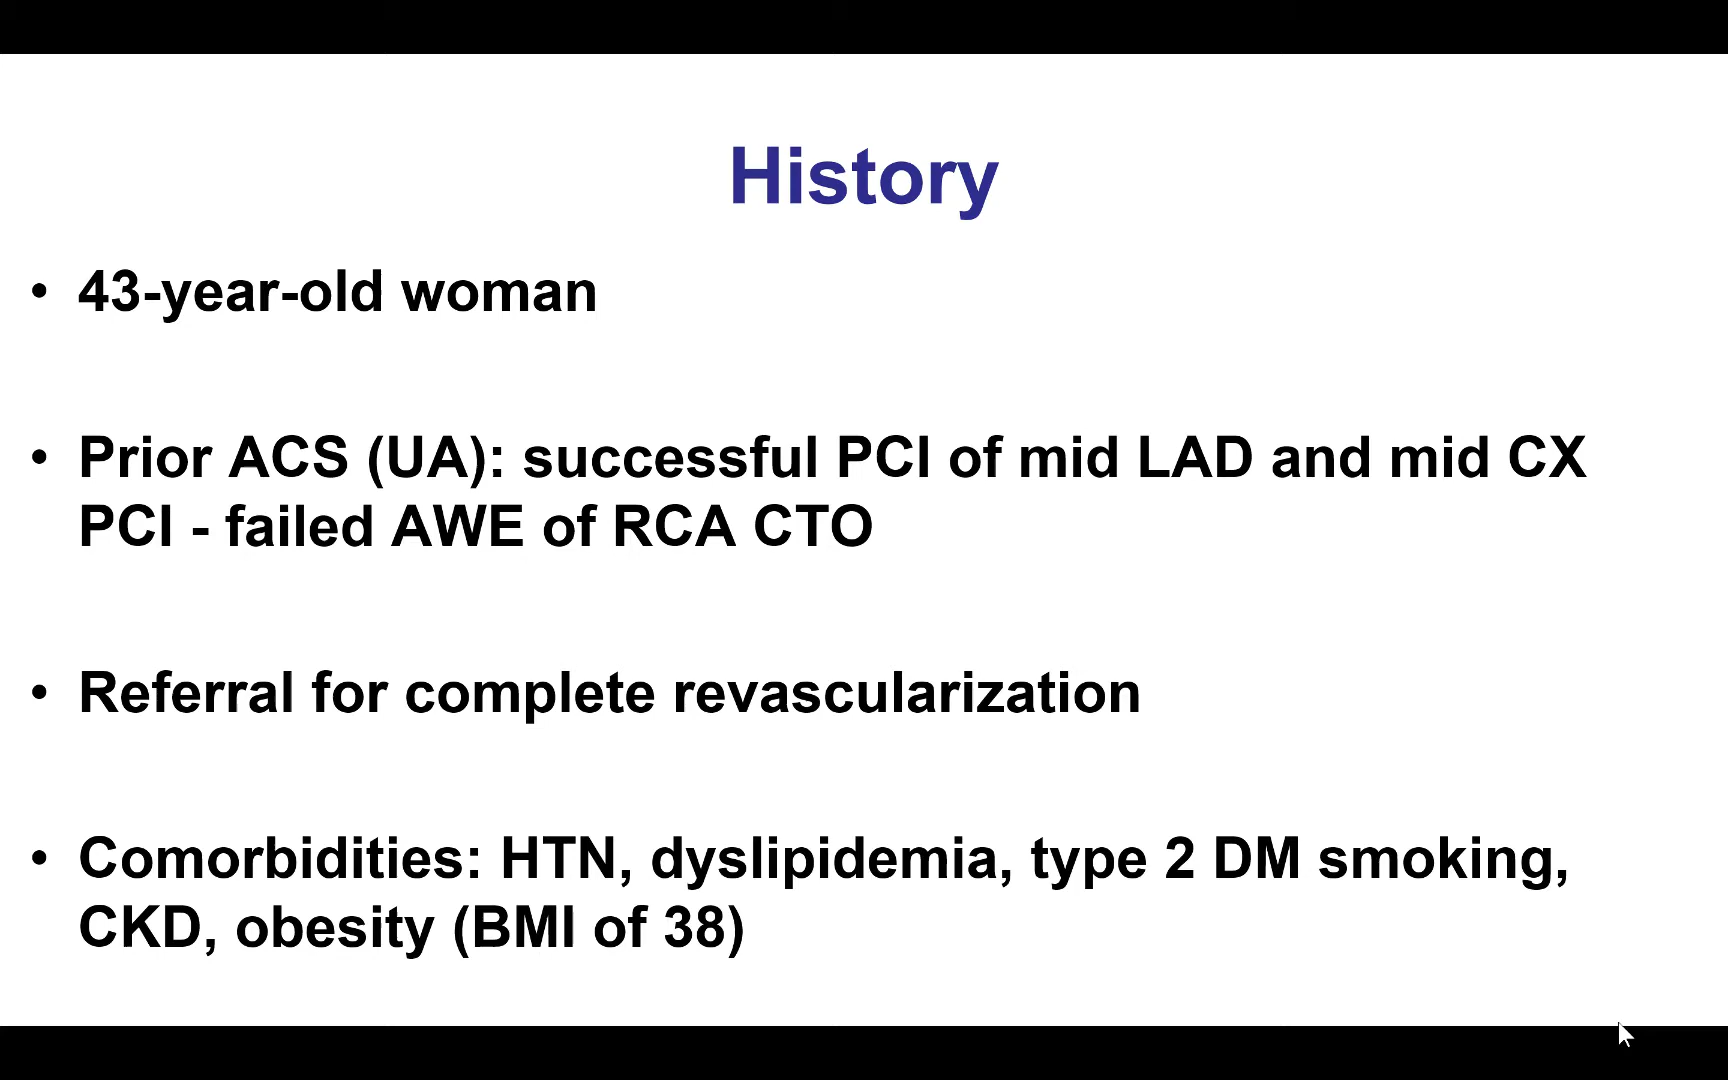 History
• 43-year-old woman
• Prior ACS (UA): successful PCI of mid LAD and mid CX
PCI - failed AWE of RCA CTO
• Referral for complete revascularization
• Comorbidities: HTN, dyslipidemia, type 2 DM smoking,
CKD, obesity (BMI of 38)